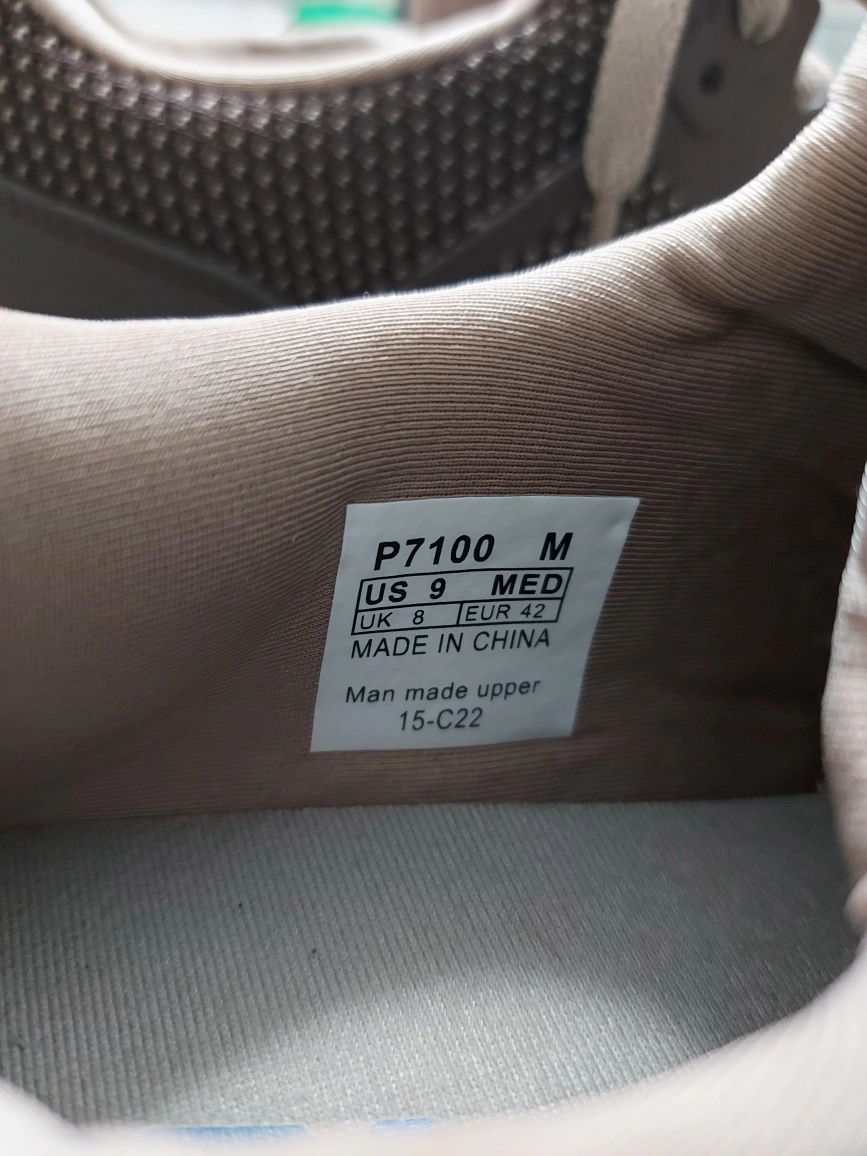 P7100 M
US 9 MED
UK 8 EUR 42
MADE IN CHINA
Man made upper
15-C22